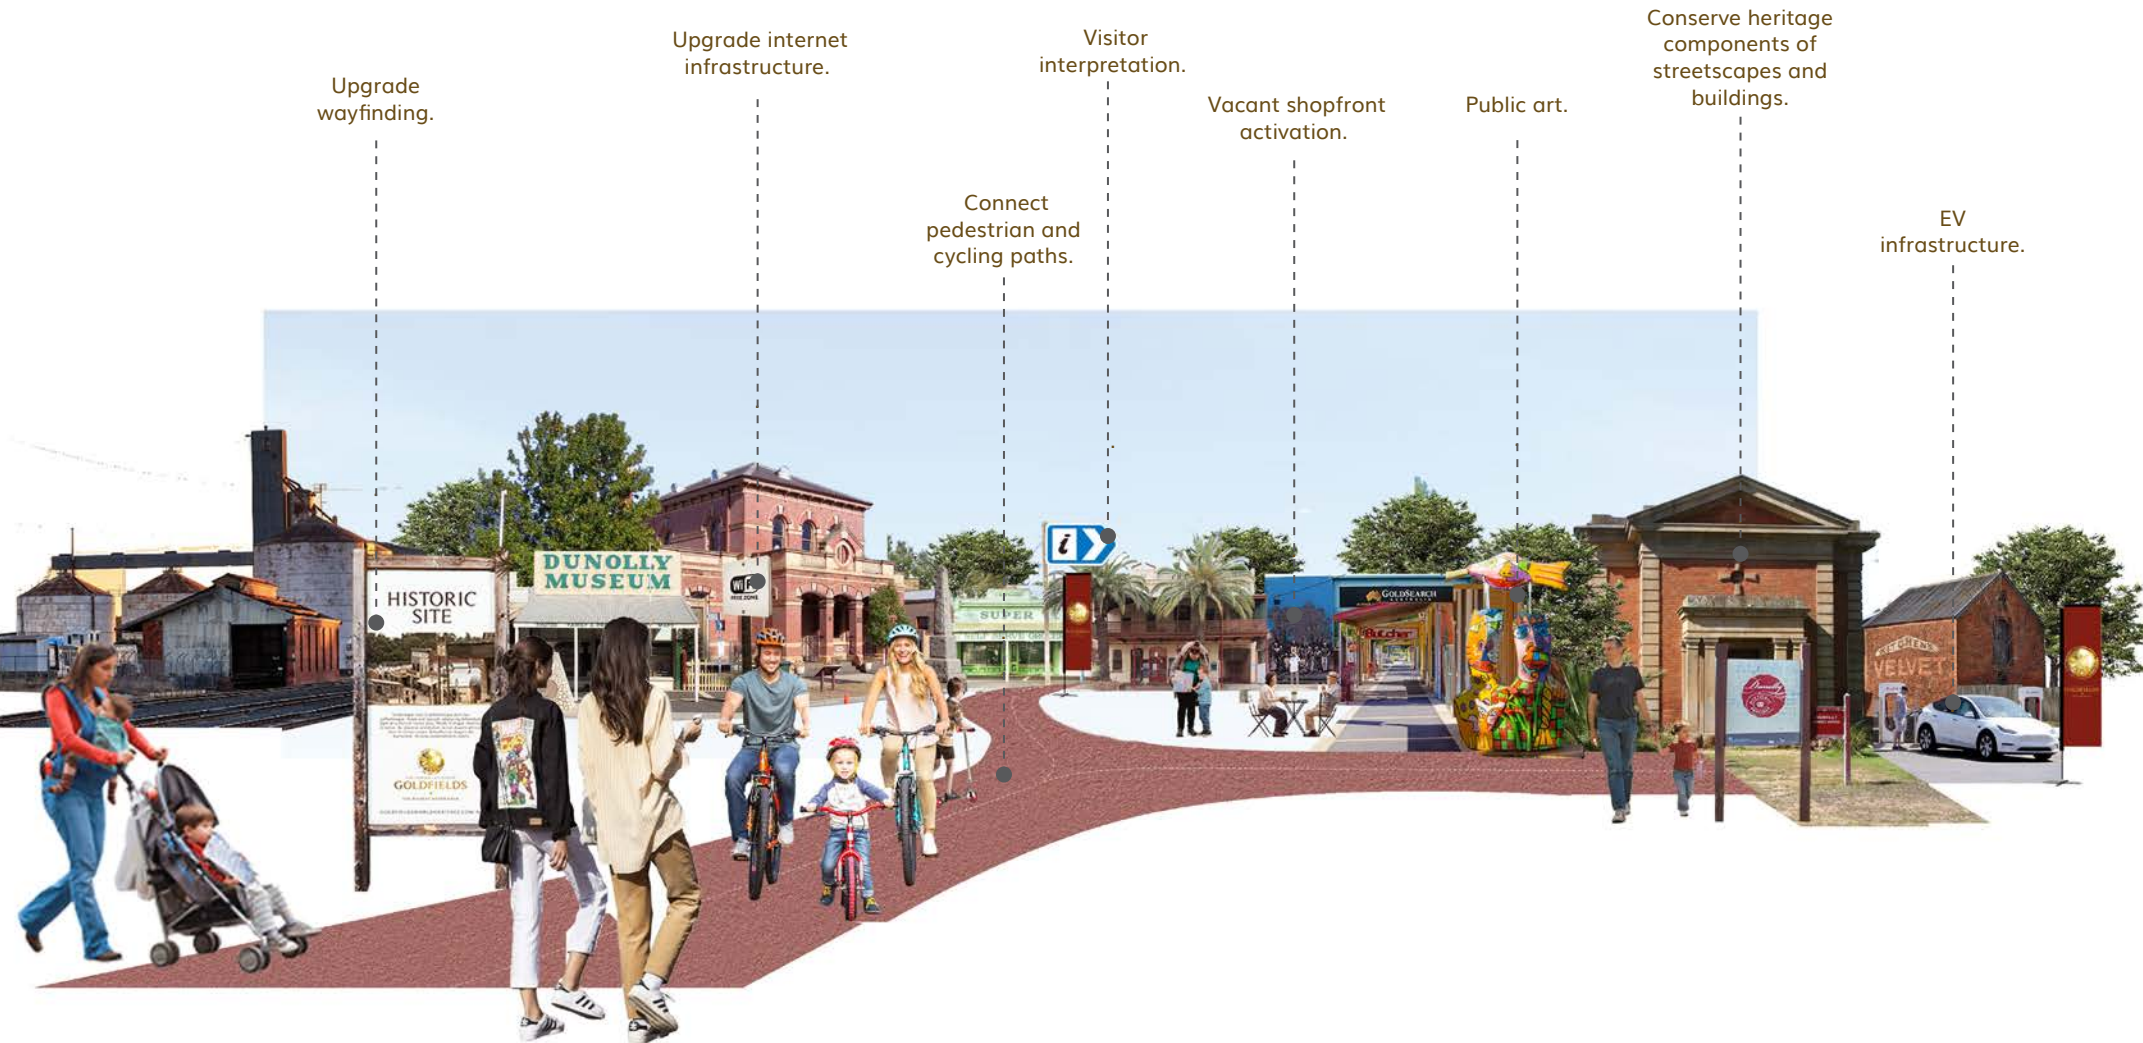 Upgrade
wayfinding.
Upgrade internet
infrastructure.
Connect
pedestrian and
cycling paths.
Visitor
interpretation.
Vacant shopfront
activation.
Public art.
Conserve heritage
components of
streetscapes and
buildings.
EV
infrastructure.
HISTORIC
SITE
GOLDFIELDS
DUNOLLY
MUSEUM
i
SUPER
GOLDSEARCH
AUSTRALIA
Butcher
VELVET